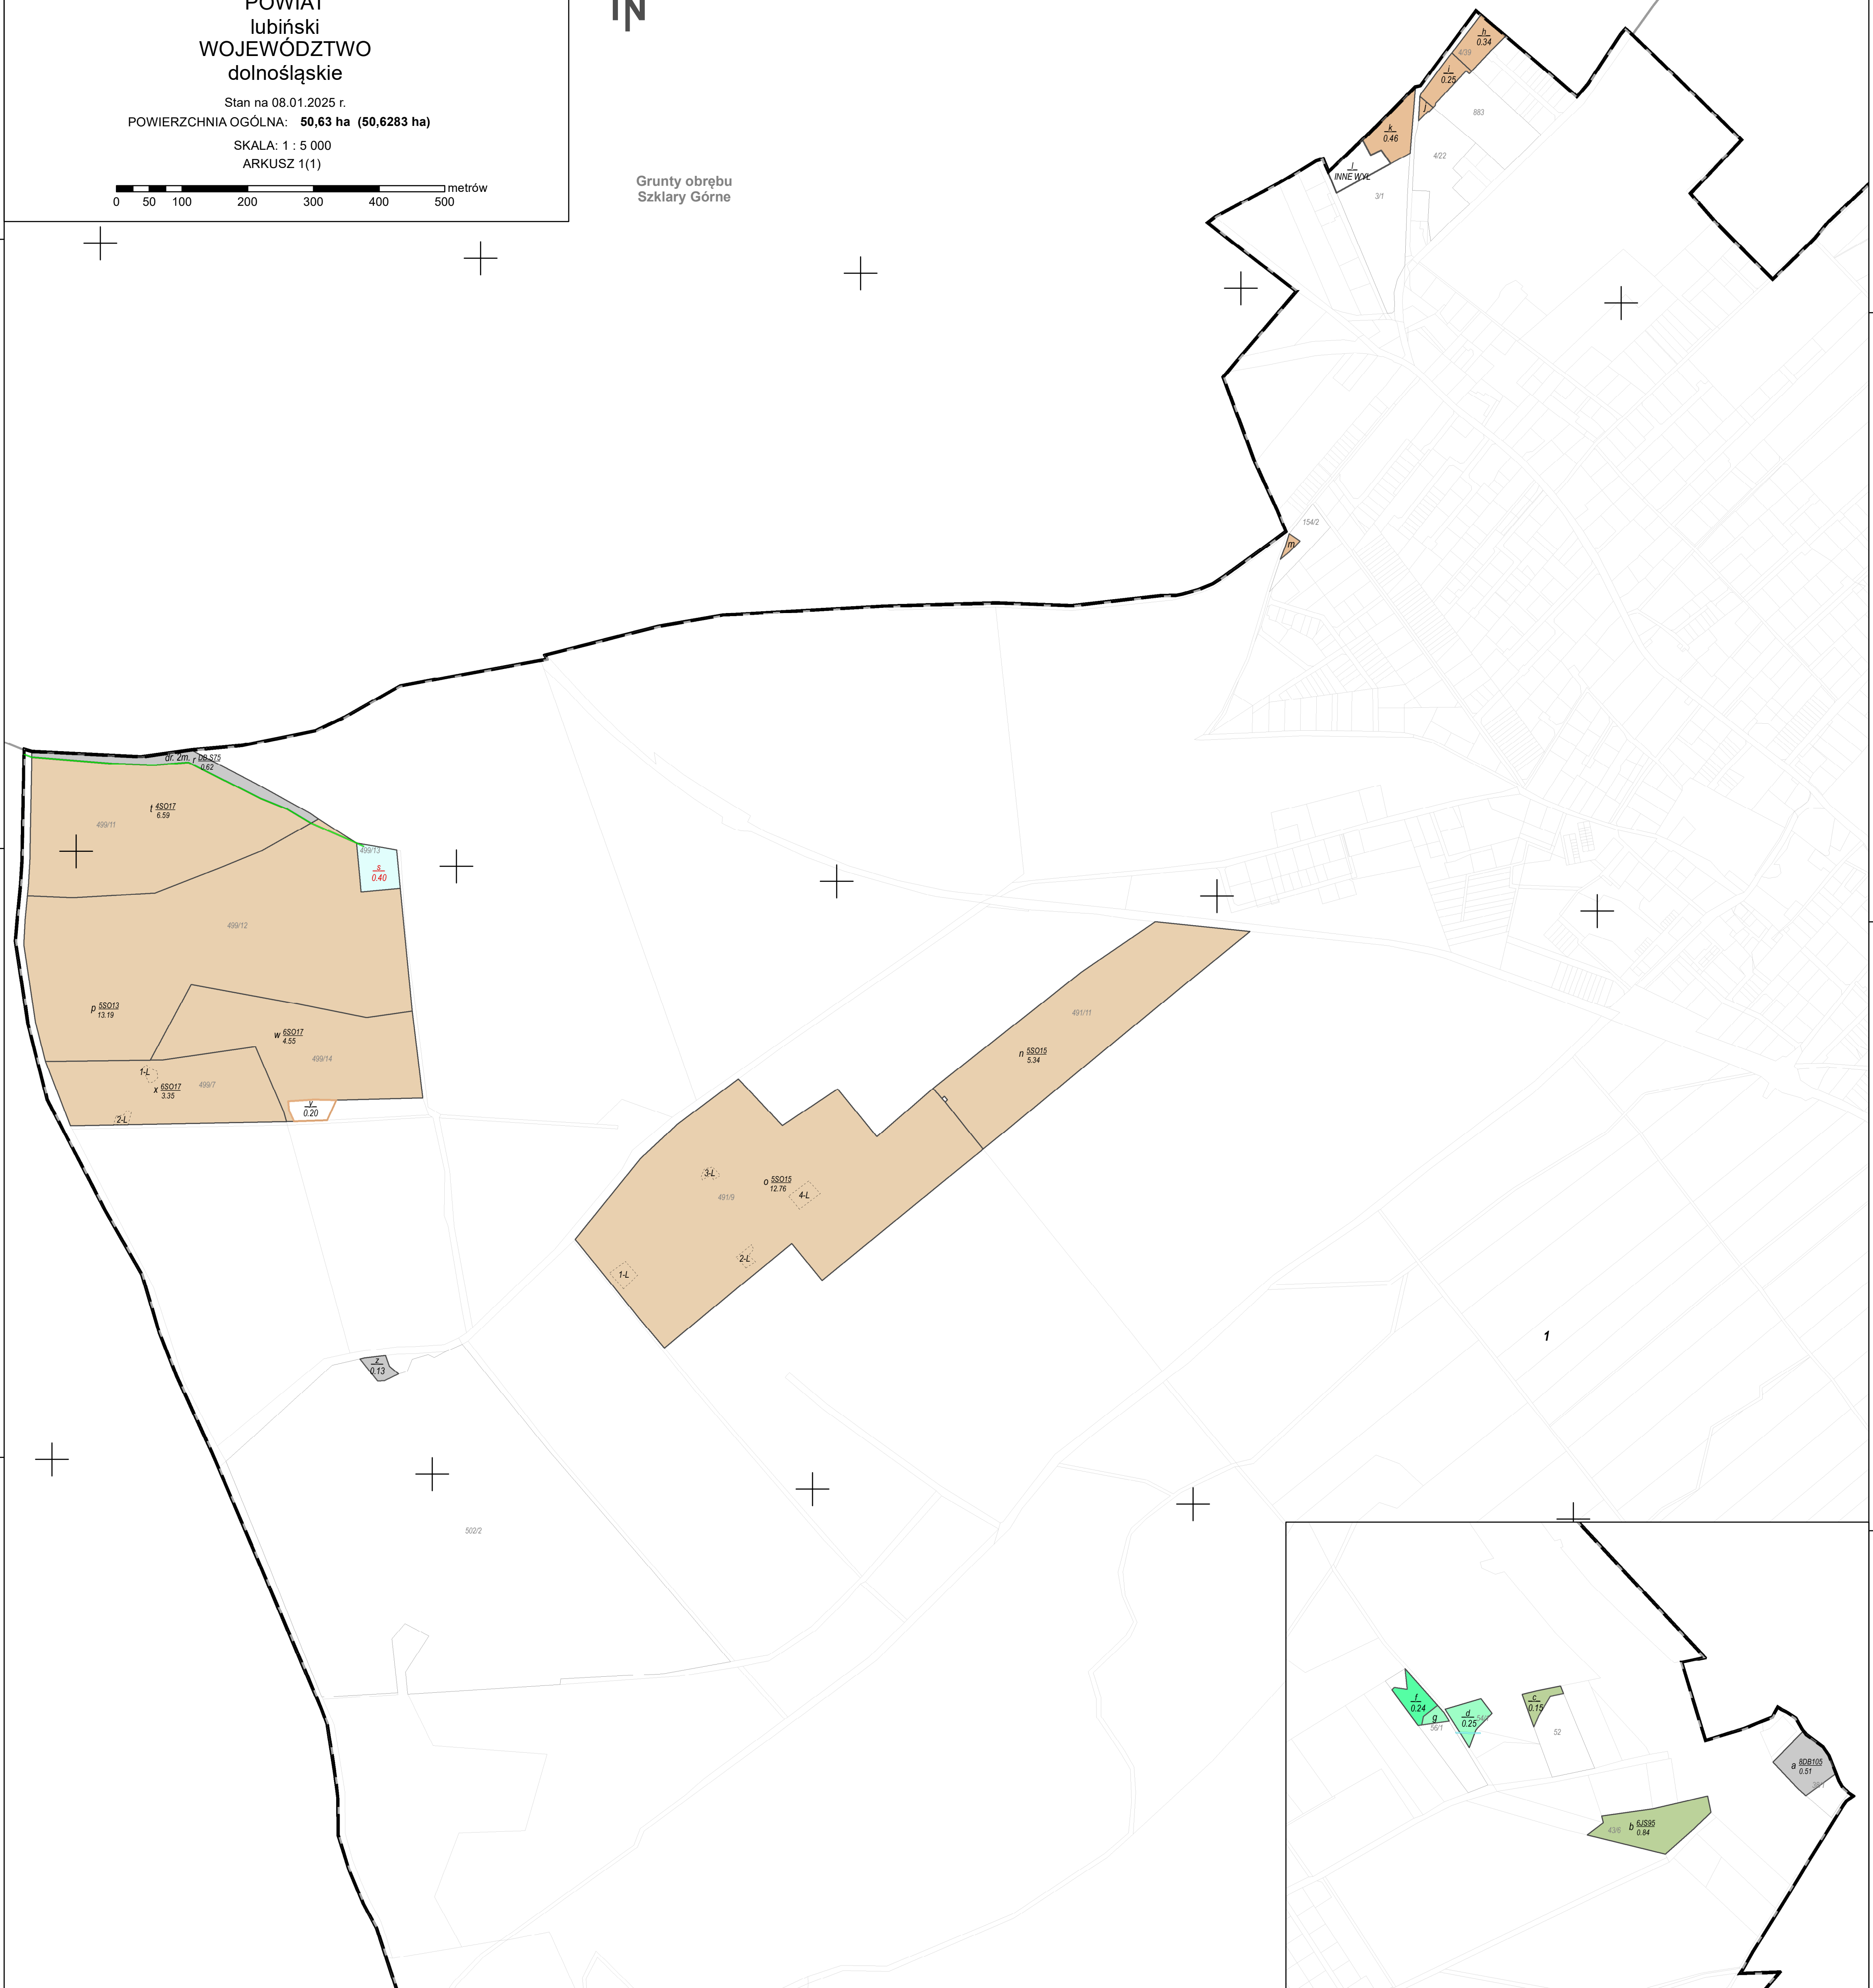 POWIAT
lubiński
WOJEWÓDZTWO
dolnośląskie
Stan na 08.01.2025 r.
POWIERZCHNIA OGÓLNA: 50,63 ha (50,6283 ha)
SKALA: 1 : 5 000
ARKUSZ 1(1)
0 50 100 200 300 400 500 metrów
N
Grunty obrębu
Szklary Górne
h
0.34
4/39
i
0.25
j
883
k
0.46
4/22
l
INNE WYŁ
3/1
154/2
m
dr. 2m. r DB.S75
0.62
t 4SO17
6.59
499/11
499/13
s
0.40
499/12
p 5SO13
13.19
w 6SO17
4.55
499/14
1-L
x 6SO17
3.35
499/7
2-L
y
0.20
491/11
n 5SO15
5.34
3-L
o 5SO15
12.76
491/9
4-L
2-L
1-L
1
z
0.13
502/2
f
0.24
g
56/1
d
0.25
c
0.15
52
a 8DB105
0.51
b 6JS95
0.84
43/6